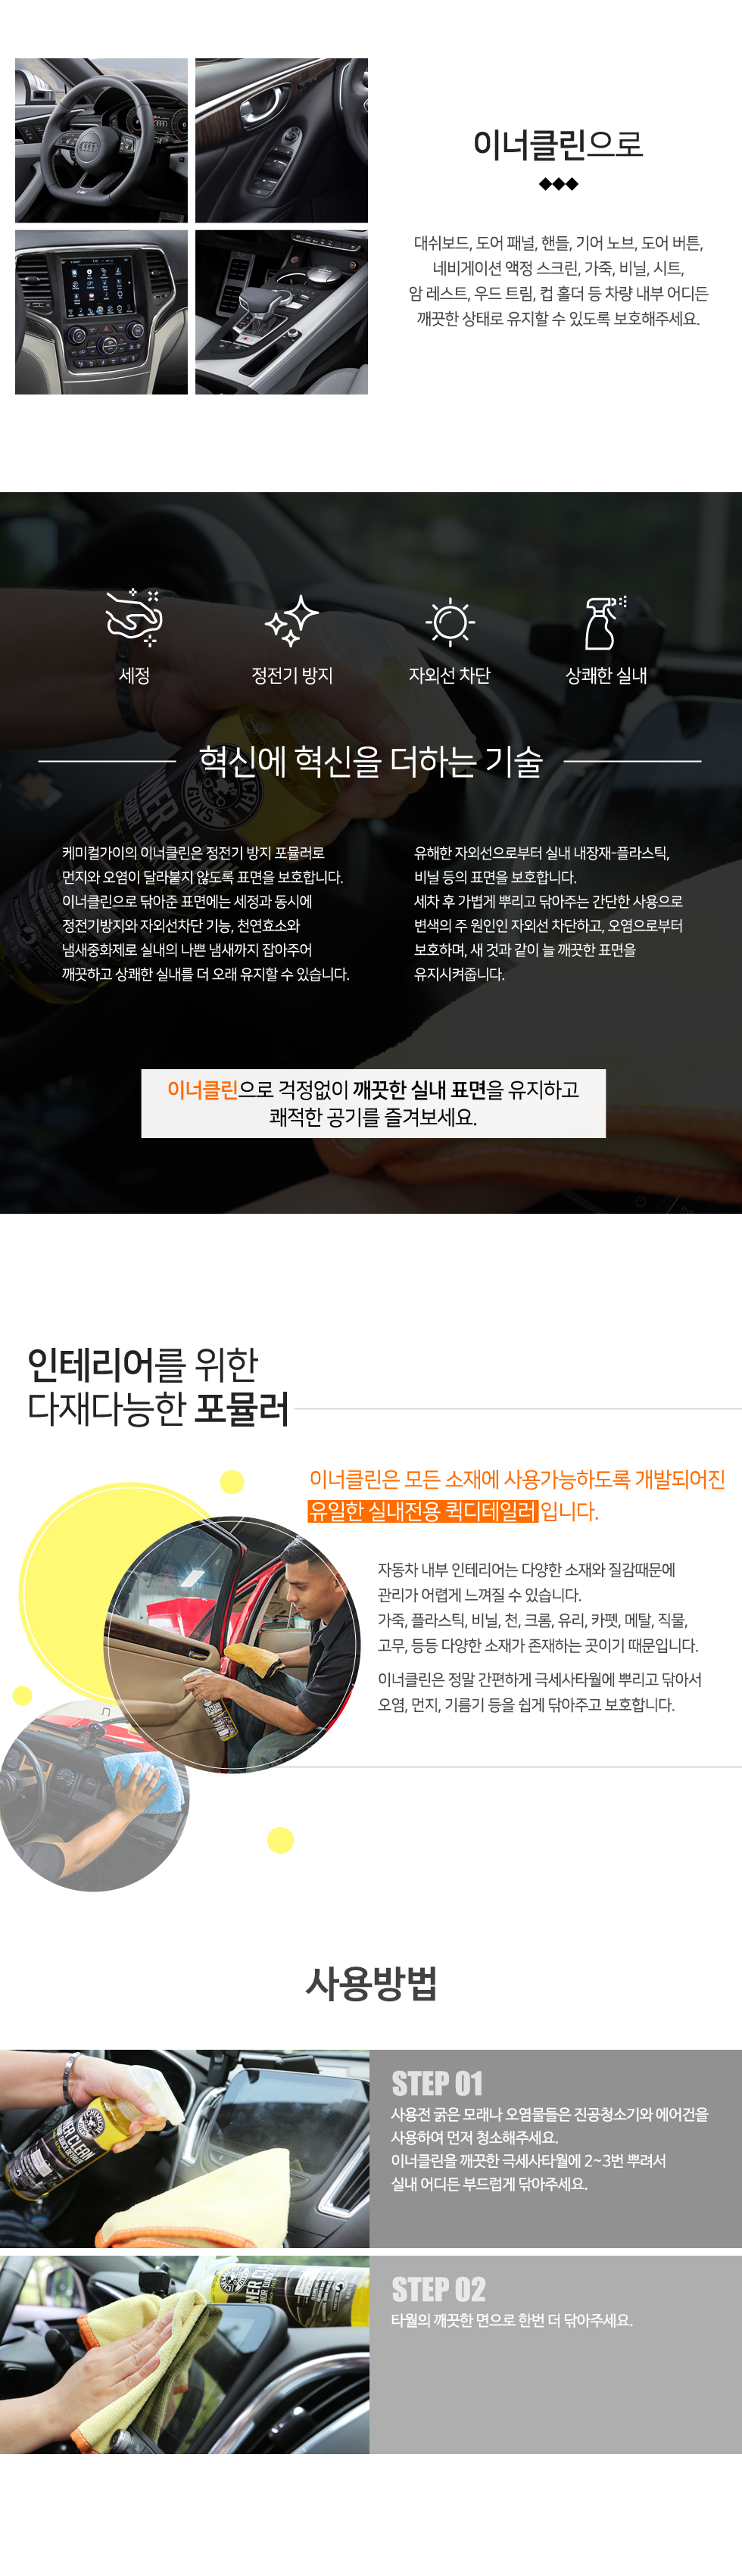 이너클린으로
대쉬보드, 도어 패널, 핸들, 기어 노브, 도어 버튼,
네비게이션 액정 스크린, 가죽, 비닐, 시트,
암 레스트, 우드 트림, 컵 홀더 등 차량 내부 어디든
깨끗한 상태로 유지할 수 있도록 보호해주세요.
세정
정전기 방지
자외선 차단
상쾌한 실내
혁신에 혁신을 더하는 기술
케미컬가이의 이너클린은 정전기 방지 포뮬러로
먼지와 오염이 달라붙지 않도록 표면을 보호합니다.
이너클린으로 닦아준 표면에는 세정과 동시에
정전기방지와 자외선차단 기능, 천연효소와
냄새중화제로 실내의 나쁜 냄새까지 잡아주어
깨끗하고 상쾌한 실내를 더 오래 유지할 수 있습니다.
유해한 자외선으로부터 실내 내장재-플라스틱,
비닐 등의 표면을 보호합니다.
세차 후 가볍게 뿌리고 닦아주는 간단한 사용으로
변색의 주 원인인 자외선 차단하고, 오염으로부터
보호하며, 새 것과 같이 늘 깨끗한 표면을
유지시켜줍니다.
이너클린으로 걱정없이 깨끗한 실내 표면을 유지하고
쾌적한 공기를 즐겨보세요.
인테리어를 위한
다재다능한 포뮬러
이너클린은 모든 소재에 사용가능하도록 개발되어진
유일한 실내전용 퀵디테일러입니다.
자동차 내부 인테리어는 다양한 소재와 질감때문에
관리가 어렵게 느껴질 수 있습니다.
가죽, 플라스틱, 비닐, 천, 크롬, 유리, 카펫, 메탈, 직물,
고무, 등등 다양한 소재가 존재하는 곳이기 때문입니다.
이너클린은 정말 간편하게 극세사타월에 뿌리고 닦아서
오염, 먼지, 기름기 등을 쉽게 닦아주고 보호합니다.
사용방법
STEP 01
사용전 굵은 모래나 오염물들은 진공청소기와 에어건을
사용하여 먼저 청소해주세요.
이너클린을 깨끗한 극세사타월에 2~3번 뿌려서
실내 어디든 부드럽게 닦아주세요.
STEP 02
타월의 깨끗한 면으로 한번 더 닦아주세요.